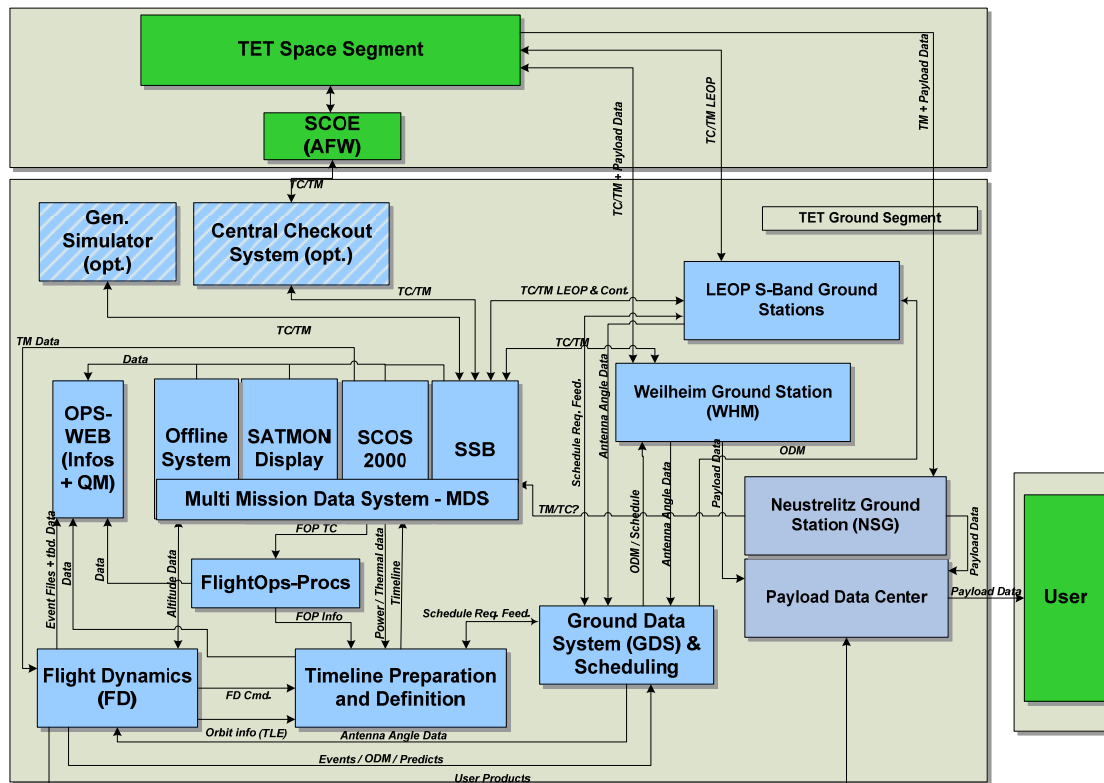 TET Space Segment
SCOE
(AFW)
TC/TM
TC/TM + Payload Data
TC/TM LEOP
TM + Payload Data
TET Ground Segment
Gen.
Simulator
(opt.)
Central Checkout
System (opt.)
LEOP S-Band Ground
Stations
TC/TM
TC/TM LEOP & Cont.
TC/TM
TM Data
TC/TM
Data
Schedule Req. Feed.
Antenna Angle Data
Weilheim Ground Station
(WHM)
OPS-
WEB
(Infos
+ QM)
Offline
System
SATMON
Display
SCOS
2000
SSB
Multi Mission Data System - MDS
ODM
Payload Data
TM/TC?
Neustrelitz Ground
Station (NSG)
Payload Data
ODM / Schedule
Antenna Angle Data
Event Files + tbd. Data
Data
Data
Altitude Data
FOP TC
FlightOps-Procs
FOP Info
Power / Thermal data
Timeline
Payload Data Center
Payload Data
User
Schedule Req. Feed.
Ground Data
System (GDS) &
Scheduling
Flight Dynamics
(FD)
FD Cmd.
Timeline Preparation
and Definition
Orbit info (TLE)
Antenna Angle Data
Events / ODM / Predicts
User Products